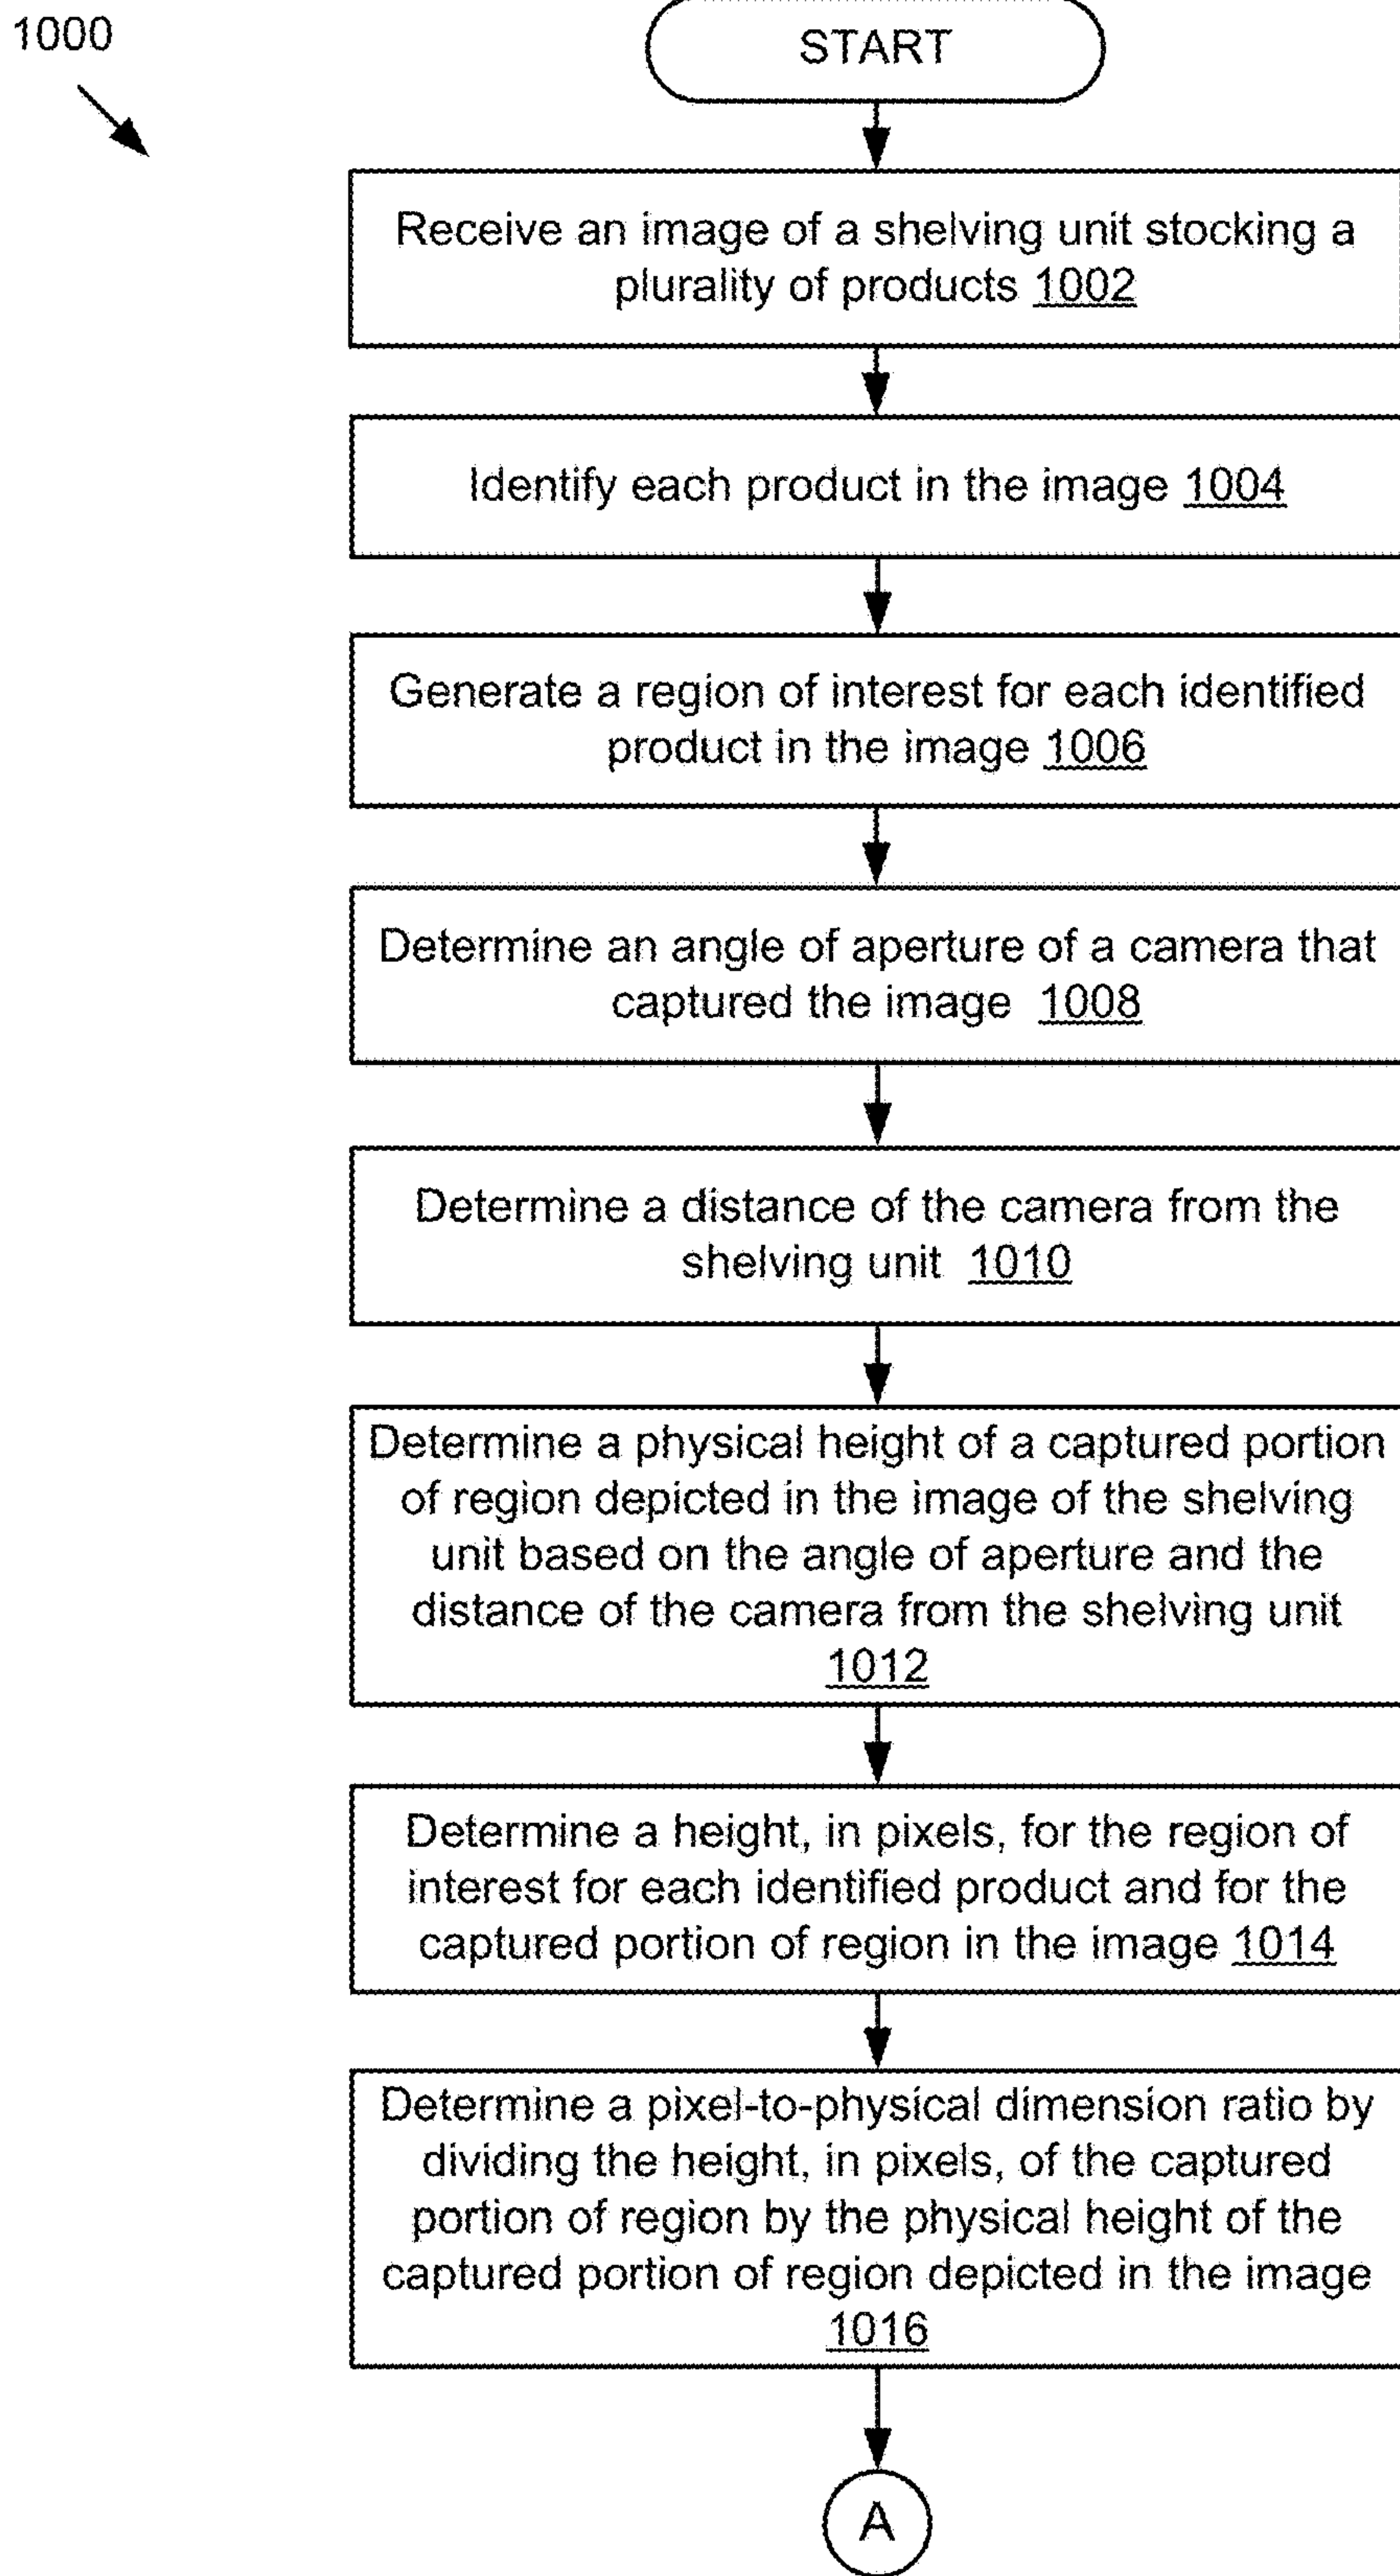 1000
START
Receive an image of a shelving unit stocking a
plurality of products 1002
Identify each product in the image 1004
Generate a region of interest for each identified
product in the image 1006
Determine an angle of aperture of a camera that
captured the image 1008
Determine a distance of the camera from the
shelving unit 1010
Determine a physical height of a captured portion
of region depicted in the image of the shelving
unit based on the angle of aperture and the
distance of the camera from the shelving unit
1012
Determine a height, in pixels, for the region of
interest for each identified product and for the
captured portion of region in the image 1014
Determine a pixel-to-physical dimension ratio by
dividing the height, in pixels, of the captured
portion of region by the physical height of the
captured portion of region depicted in the image
1016
A